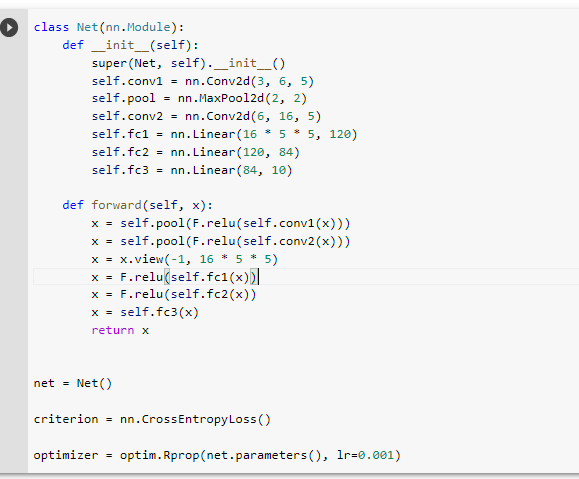 class Net(nn.Module):
    def __init__(self):
        super(Net, self).__init__()
        self.conv1 = nn.Conv2d(3, 6, 5)
        self.pool = nn.MaxPool2d(2, 2)
        self.conv2 = nn.Conv2d(6, 16, 5)
        self.fc1 = nn.Linear(16 * 5 * 5, 120)
        self.fc2 = nn.Linear(120, 84)
        self.fc3 = nn.Linear(84, 10)

    def forward(self, x):
        x = self.pool(F.relu(self.conv1(x)))
        x = self.pool(F.relu(self.conv2(x)))
        x = x.view(-1, 16 * 5 * 5)
        x = F.relu(self.fc1(x))
        x = F.relu(self.fc2(x))
        x = self.fc3(x)
        return x

net = Net()

criterion = nn.CrossEntropyLoss()

optimizer = optim.Rprop(net.parameters(), lr=0.001)